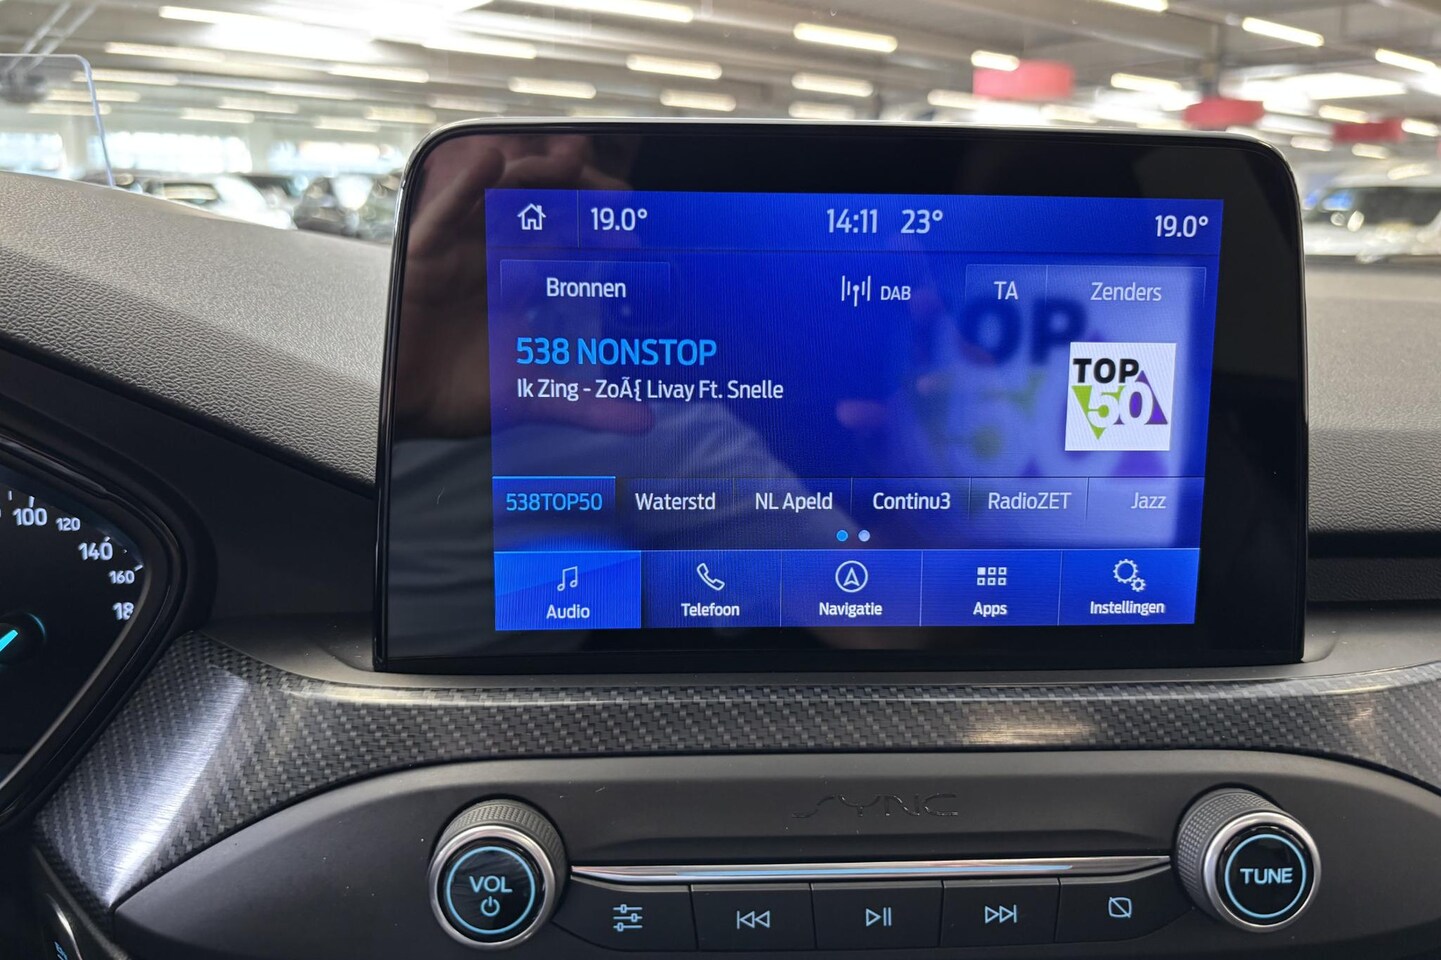 19.0° 14:11 23° 19.0°
Bronnen DAB TA Zenders
538 NONSTOP
Ik Zing - ZoÃ{ Livay Ft. Snelle
TOP
50
538TOP50 Waterstd NL Apeld Continu3 RadioZET Jazz
Audio Telefoon Navigatie Apps Instellingen
100 120
140
160
18
SYNC
VOL TUNE